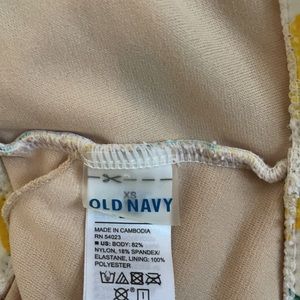 XS
OLD NAVY
MADE IN CAMBODIA
RN 54023
■ US: BODY: 82%
NYLON, 18% SPANDEX/
ELASTANE, LINING: 100%
POLYESTER